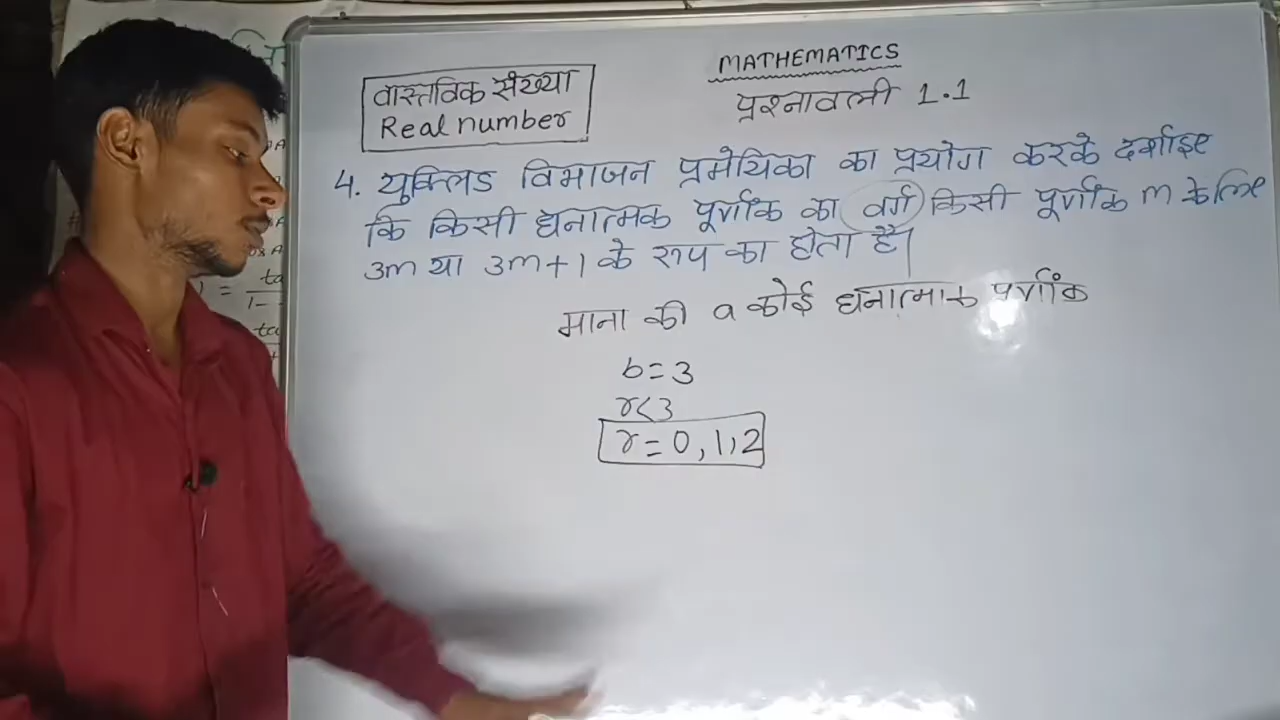 MATHEMATICS
प्रश्नावली 1.1
वास्तविक संख्या
Real number
4. युक्लिड विभाजन प्रमेयिका का प्रयोग करके दर्शाइए
कि किसी धनात्मक पूर्णांक का वर्ग किसी पूर्णांक m के लिए
3m या 3m+1 के रूप का होता है।
माना की a कोई धनात्मक पूर्णांक
b=3
r<3
r=0,1,2